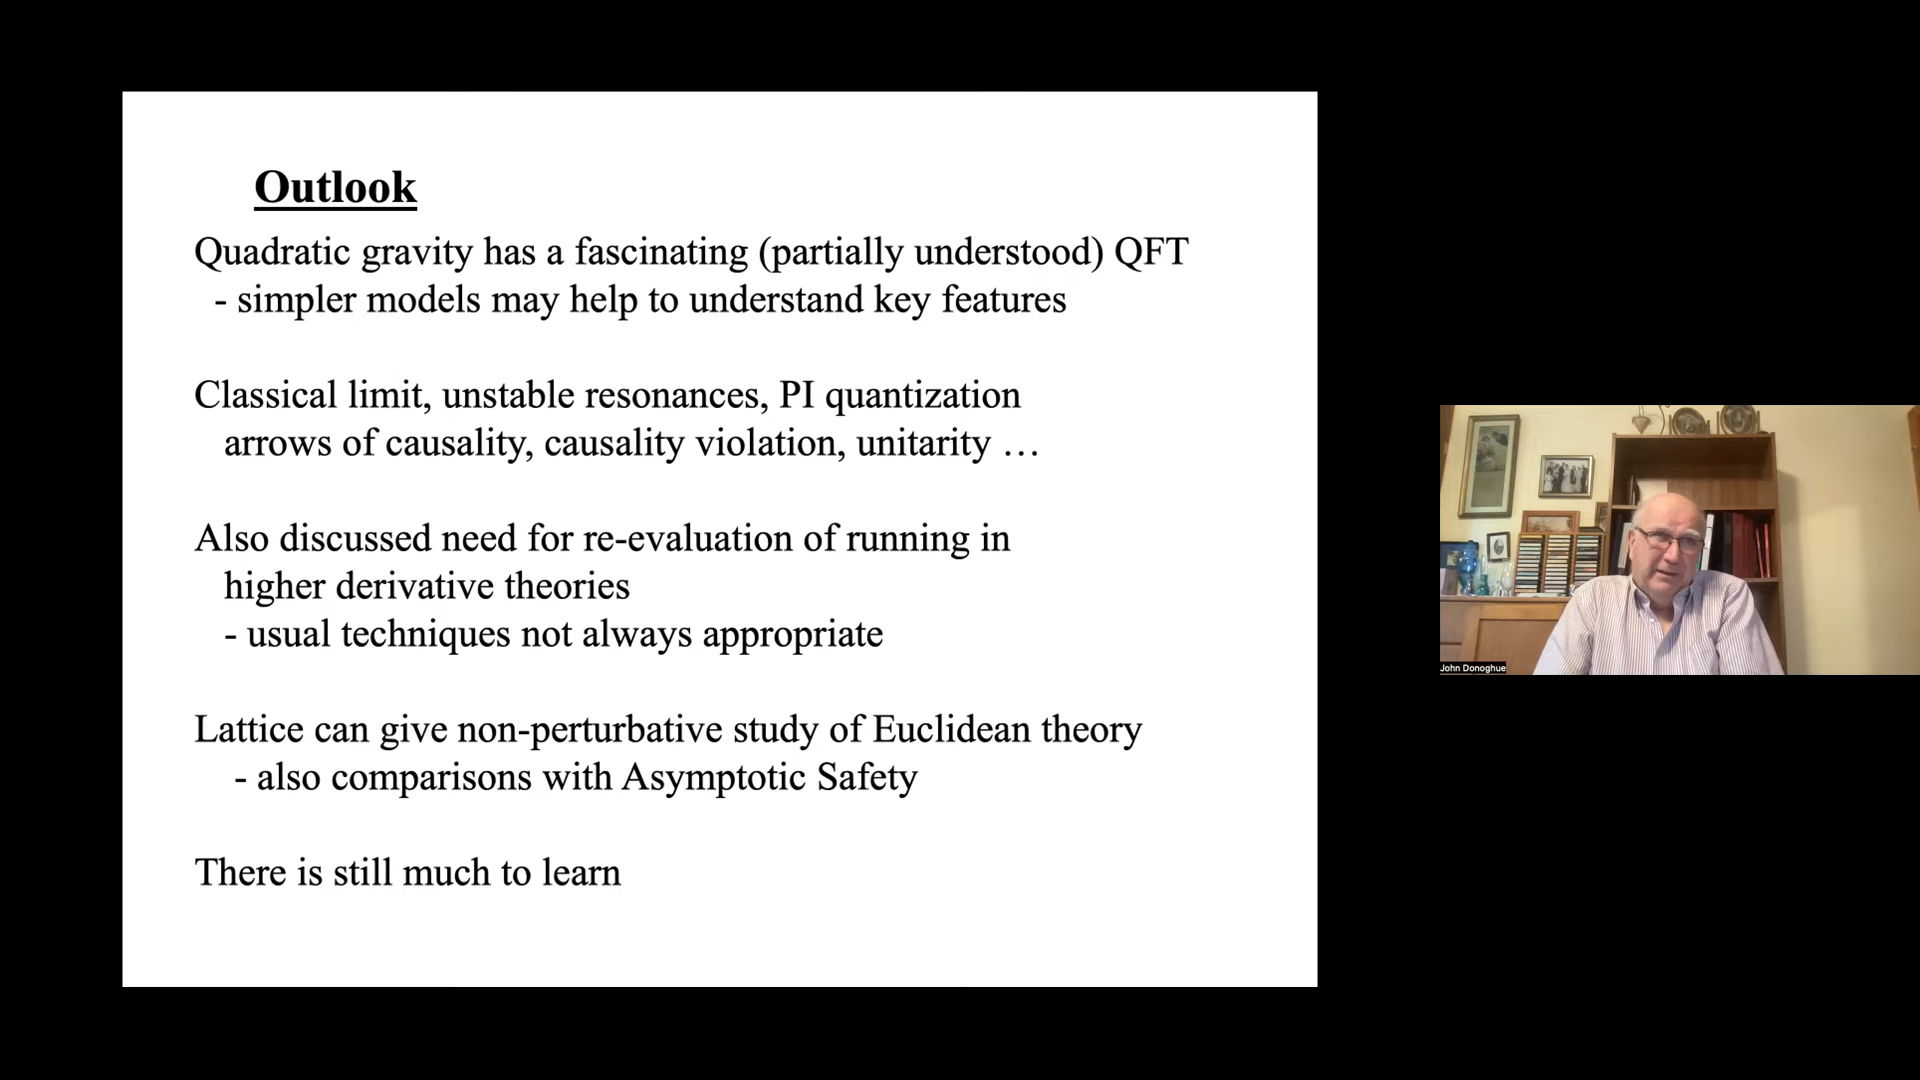 Outlook
Quadratic gravity has a fascinating (partially understood) QFT
- simpler models may help to understand key features
Classical limit, unstable resonances, PI quantization
arrows of causality, causality violation, unitarity …
Also discussed need for re-evaluation of running in
higher derivative theories
- usual techniques not always appropriate
Lattice can give non-perturbative study of Euclidean theory
- also comparisons with Asymptotic Safety
There is still much to learn
John Donoghue